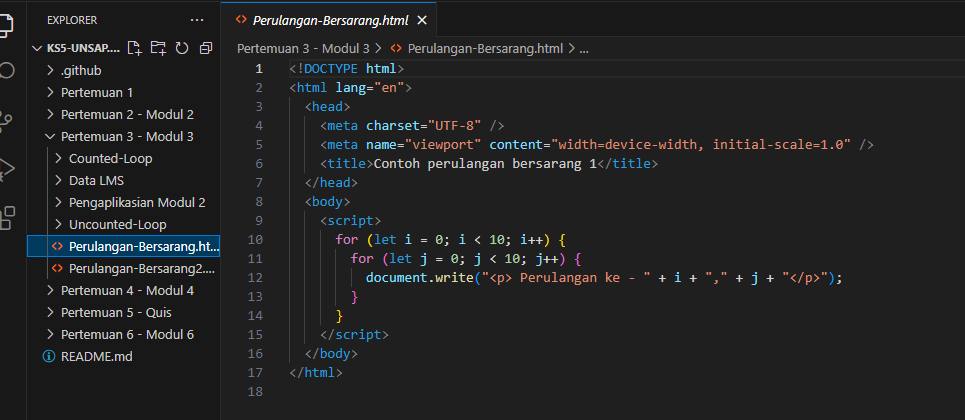 EXPLORER
KS5-UNSAP....
.github
Pertemuan 1
Pertemuan 2 - Modul 2
Pertemuan 3 - Modul 3
Counted-Loop
Data LMS
Pengaplikasian Modul 2
Uncounted-Loop
Perulangan-Bersarang.ht...
Perulangan-Bersarang2....
Pertemuan 4 - Modul 4
Pertemuan 5 - Quis
Pertemuan 6 - Modul 6
README.md
Perulangan-Bersarang.html
Pertemuan 3 - Modul 3 > <> Perulangan-Bersarang.html > ...
1 <!DOCTYPE html>
2 <html lang="en">
3 <head>
4 <meta charset="UTF-8" />
5 <meta name="viewport" content="width=device-width, initial-scale=1.0" />
6 <title>Contoh perulangan bersarang 1</title>
7 </head>
8 <body>
9 <script>
10 for (let i = 0; i < 10; i++) {
11 for (let j = 0; j < 10; j++) {
12 document.write("<p> Perulangan ke - " + i + "," + j + "</p>");
13 }
14 }
15 </script>
16 </body>
17 </html>
18